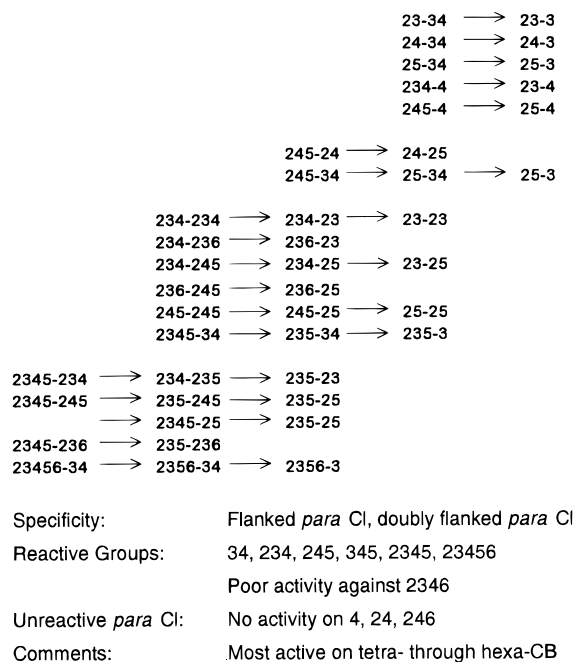 23-34 → 23-3
24-34 → 24-3
25-34 → 25-3
234-4 → 23-4
245-4 → 25-4
245-24 → 24-25
245-34 → 25-34 → 25-3
234-234 → 234-23 → 23-23
234-236 → 236-23
234-245 → 234-25 → 23-25
236-245 → 236-25
245-245 → 245-25 → 25-25
2345-34 → 235-34 → 235-3
2345-234 → 234-235 → 235-23
2345-245 → 235-245 → 235-25
→ 2345-25 → 235-25
2345-236 → 235-236
23456-34 → 2356-34 → 2356-3
Specificity: Flanked para Cl, doubly flanked para Cl
Reactive Groups: 34, 234, 245, 345, 2345, 23456
Poor activity against 2346
Unreactive para Cl: No activity on 4, 24, 246
Comments: Most active on tetra- through hexa-CB